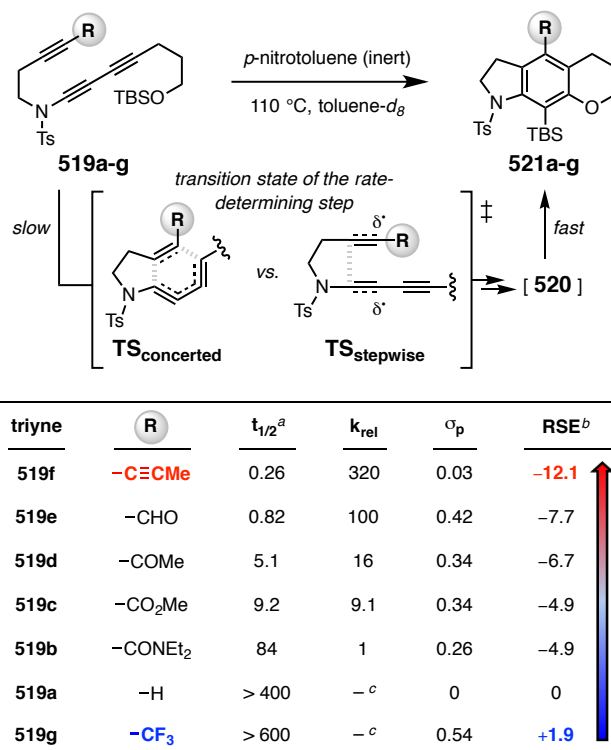 R
N
Ts
TBSO
519a-g
p-nitrotoluene (inert)
110 °C, toluene-d8
R
N
Ts
TBS
O
521a-g
slow
transition state of the rate-
determining step
R
N
Ts
TSconcerted
vs.
δ•
R
N
Ts
δ•
TSstepwise
‡
fast
[ 520 ]
triyne R t1/2a krel σp RSEb
519f −C≡CMe 0.26 320 0.03 −12.1
519e −CHO 0.82 100 0.42 −7.7
519d −COMe 5.1 16 0.34 −6.7
519c −CO2Me 9.2 9.1 0.34 −4.9
519b −CONEt2 84 1 0.26 −4.9
519a −H > 400 − c 0 0
519g −CF3 > 600 − c 0.54 +1.9